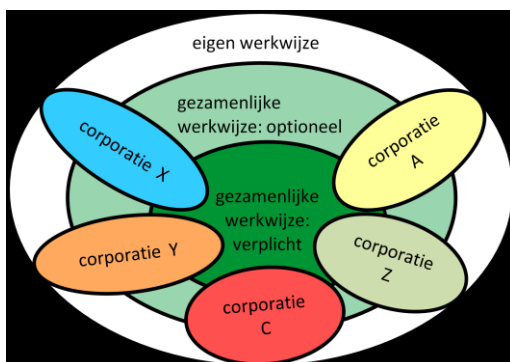 eigen werkwijze
gezamenlijke
werkwijze: optioneel
corporatie X
corporatie
A
gezamenlijke
werkwijze:
verplicht
corporatie Y
corporatie
Z
corporatie
C